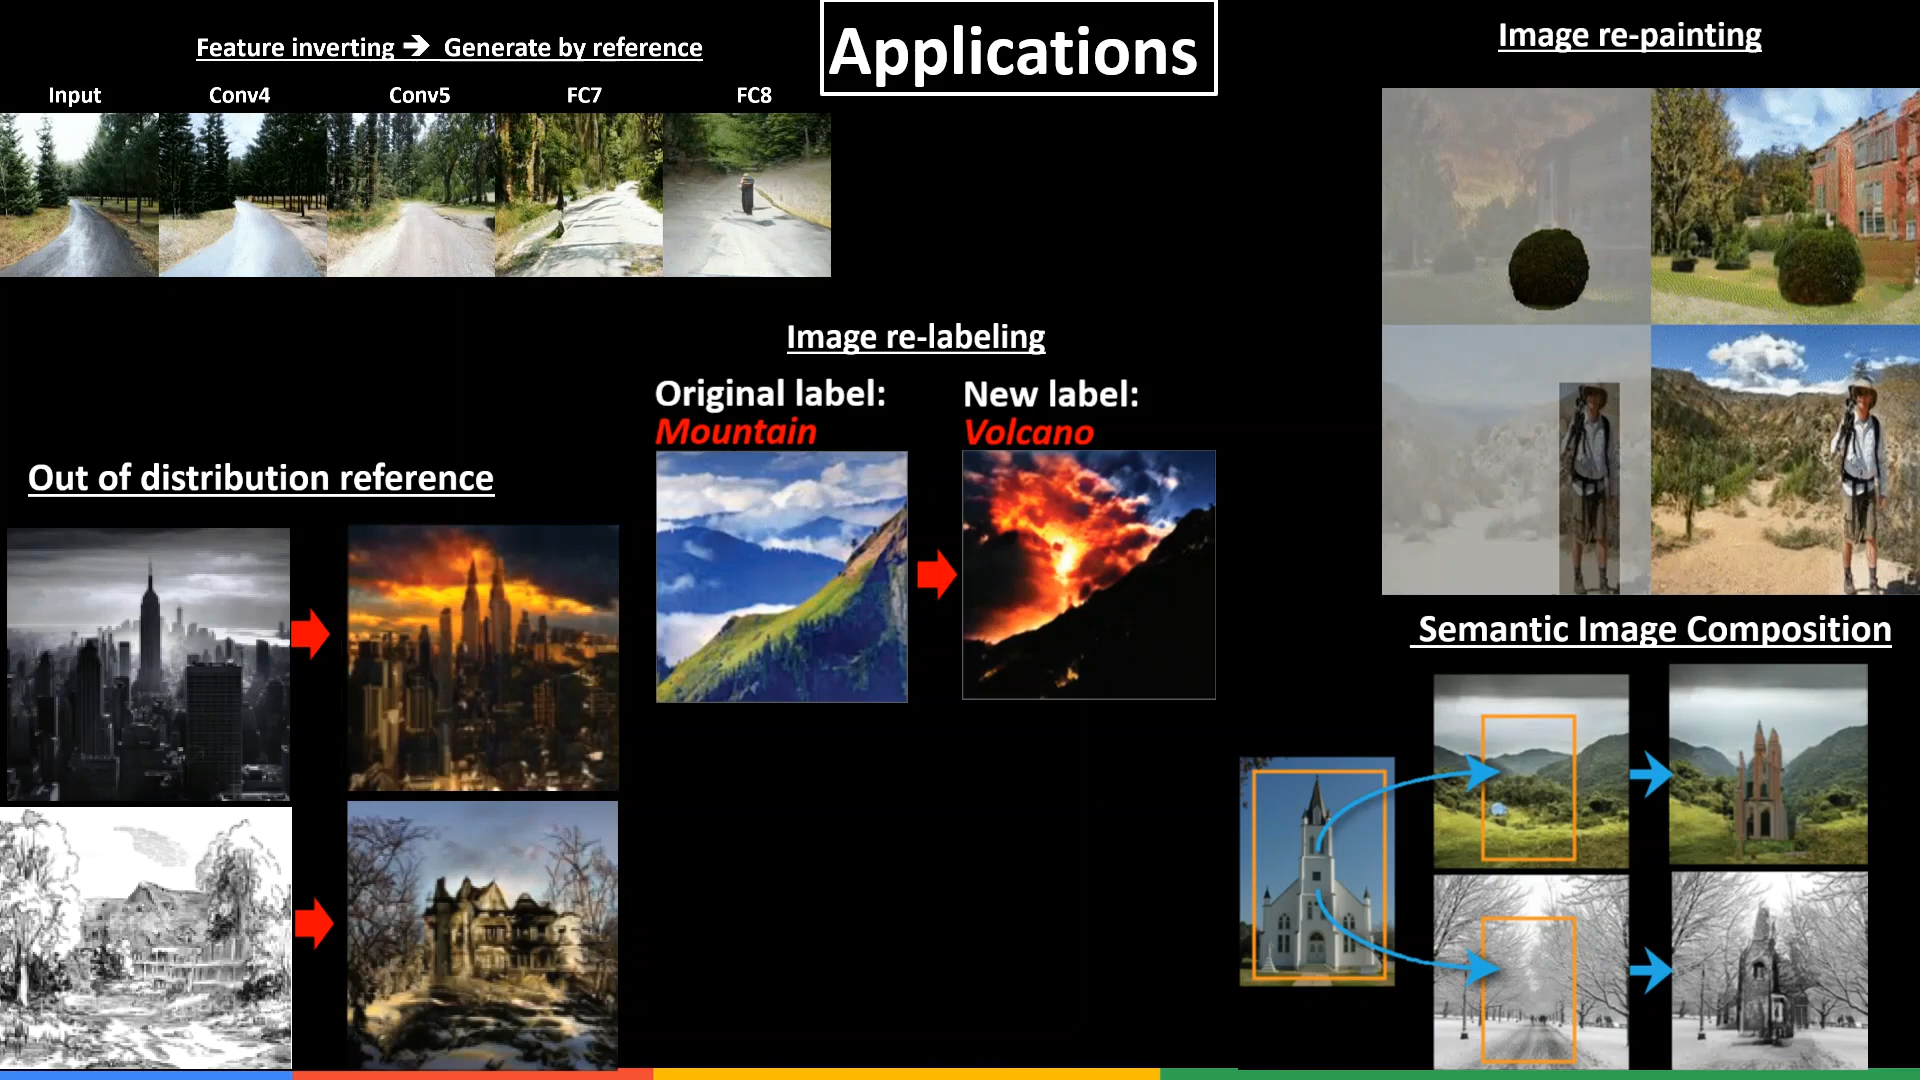 Applications
Feature inverting → Generate by reference
Input Conv4 Conv5 FC7 FC8
Image re-painting
Image re-labeling
Original label:
Mountain
New label:
Volcano
Out of distribution reference
Semantic Image Composition